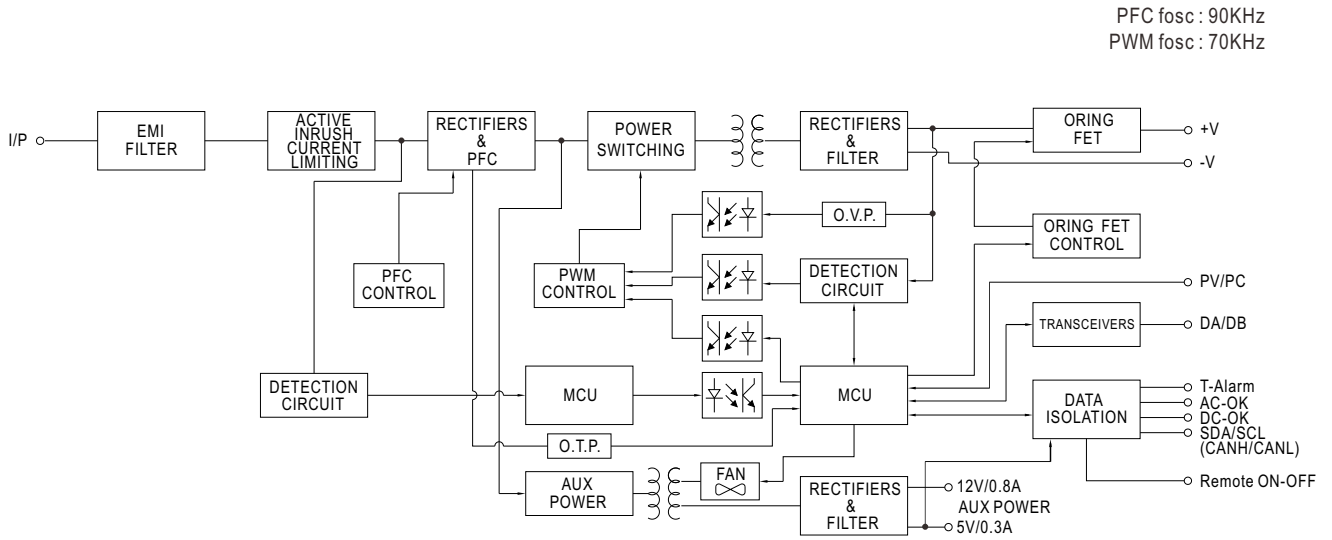 PFC fosc : 90KHz
PWM fosc : 70KHz
I/P
EMI
FILTER
ACTIVE
INRUSH
CURRENT
LIMITING
RECTIFIERS
&
PFC
POWER
SWITCHING
RECTIFIERS
&
FILTER
ORING
FET
+V
-V
O.V.P.
ORING FET
CONTROL
PFC
CONTROL
PWM
CONTROL
DETECTION
CIRCUIT
PV/PC
TRANSCEIVERS
DA/DB
DETECTION
CIRCUIT
MCU
MCU
DATA
ISOLATION
T-Alarm
AC-OK
DC-OK
SDA/SCL
(CANH/CANL)
O.T.P.
Remote ON-OFF
AUX
POWER
FAN
RECTIFIERS
&
FILTER
12V/0.8A
AUX POWER
5V/0.3A